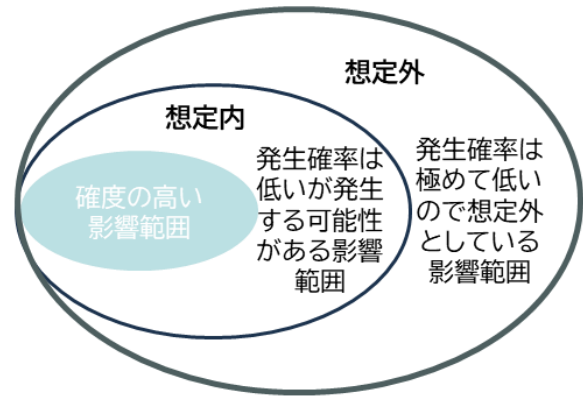 想定外
想定内
確度の高い
影響範囲
発生確率は
低いが発生
する可能性
がある影響
範囲
発生確率は
極めて低い
ので想定外
としている
影響範囲